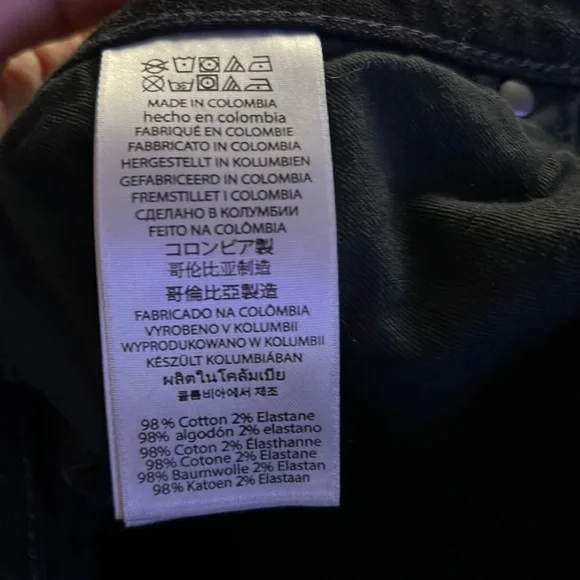 MADE IN COLOMBIA
hecho en colombia
FABRIQUÉ EN COLOMBIE
FABBRICATO IN COLOMBIA
HERGESTELLT IN KOLUMBIEN
GEFABRICEERD IN COLOMBIA
FREMSTILLET I COLOMBIA
СДЕЛАНО В КОЛУМБИИ
FEITO NA COLÔMBIA
コロンビア製
哥伦比亚制造
哥倫比亞製造
FABRICADO NA COLÔMBIA
VYROBENO V KOLUMBII
WYPRODUKOWANO W KOLUMBII
KÉSZÜLT KOLUMBIÁBAN
ผลิตในโคลัมเบีย
콜롬비아에서 제조
98% Cotton 2% Elastane
98% algodón 2% elastano
98% Coton 2% Élasthanne
98% Cotone 2% Elastane
98% Baumwolle 2% Elastan
98% Katoen 2% Elastaan